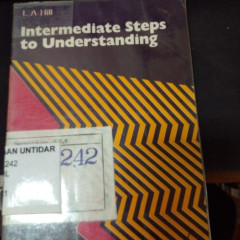 L. A. Hill
Intermediate Steps
to Understanding
AN UNTIDAR
242
242